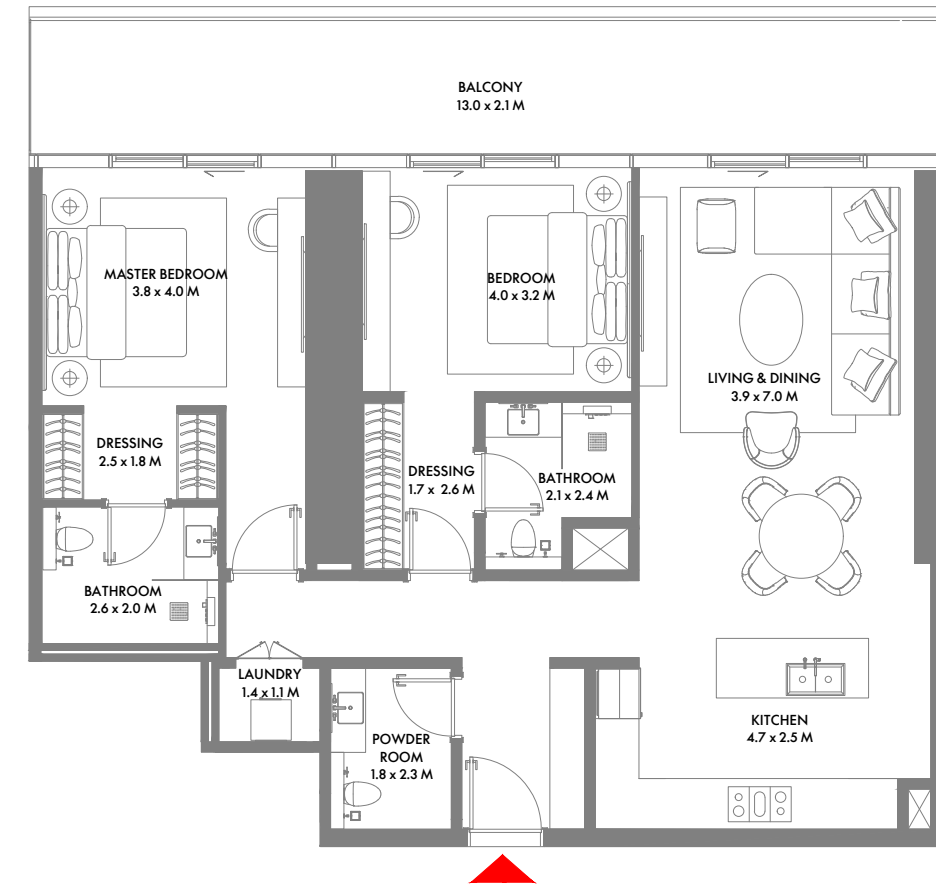 BALCONY
13.0 x 2.1 M
MASTER BEDROOM
3.8 x 4.0 M
BEDROOM
4.0 x 3.2 M
LIVING & DINING
3.9 x 7.0 M
DRESSING
2.5 x 1.8 M
DRESSING
1.7 x 2.6 M
BATHROOM
2.1 x 2.4 M
BATHROOM
2.6 x 2.0 M
LAUNDRY
1.4 x 1.1 M
POWDER
ROOM
1.8 x 2.3 M
KITCHEN
4.7 x 2.5 M